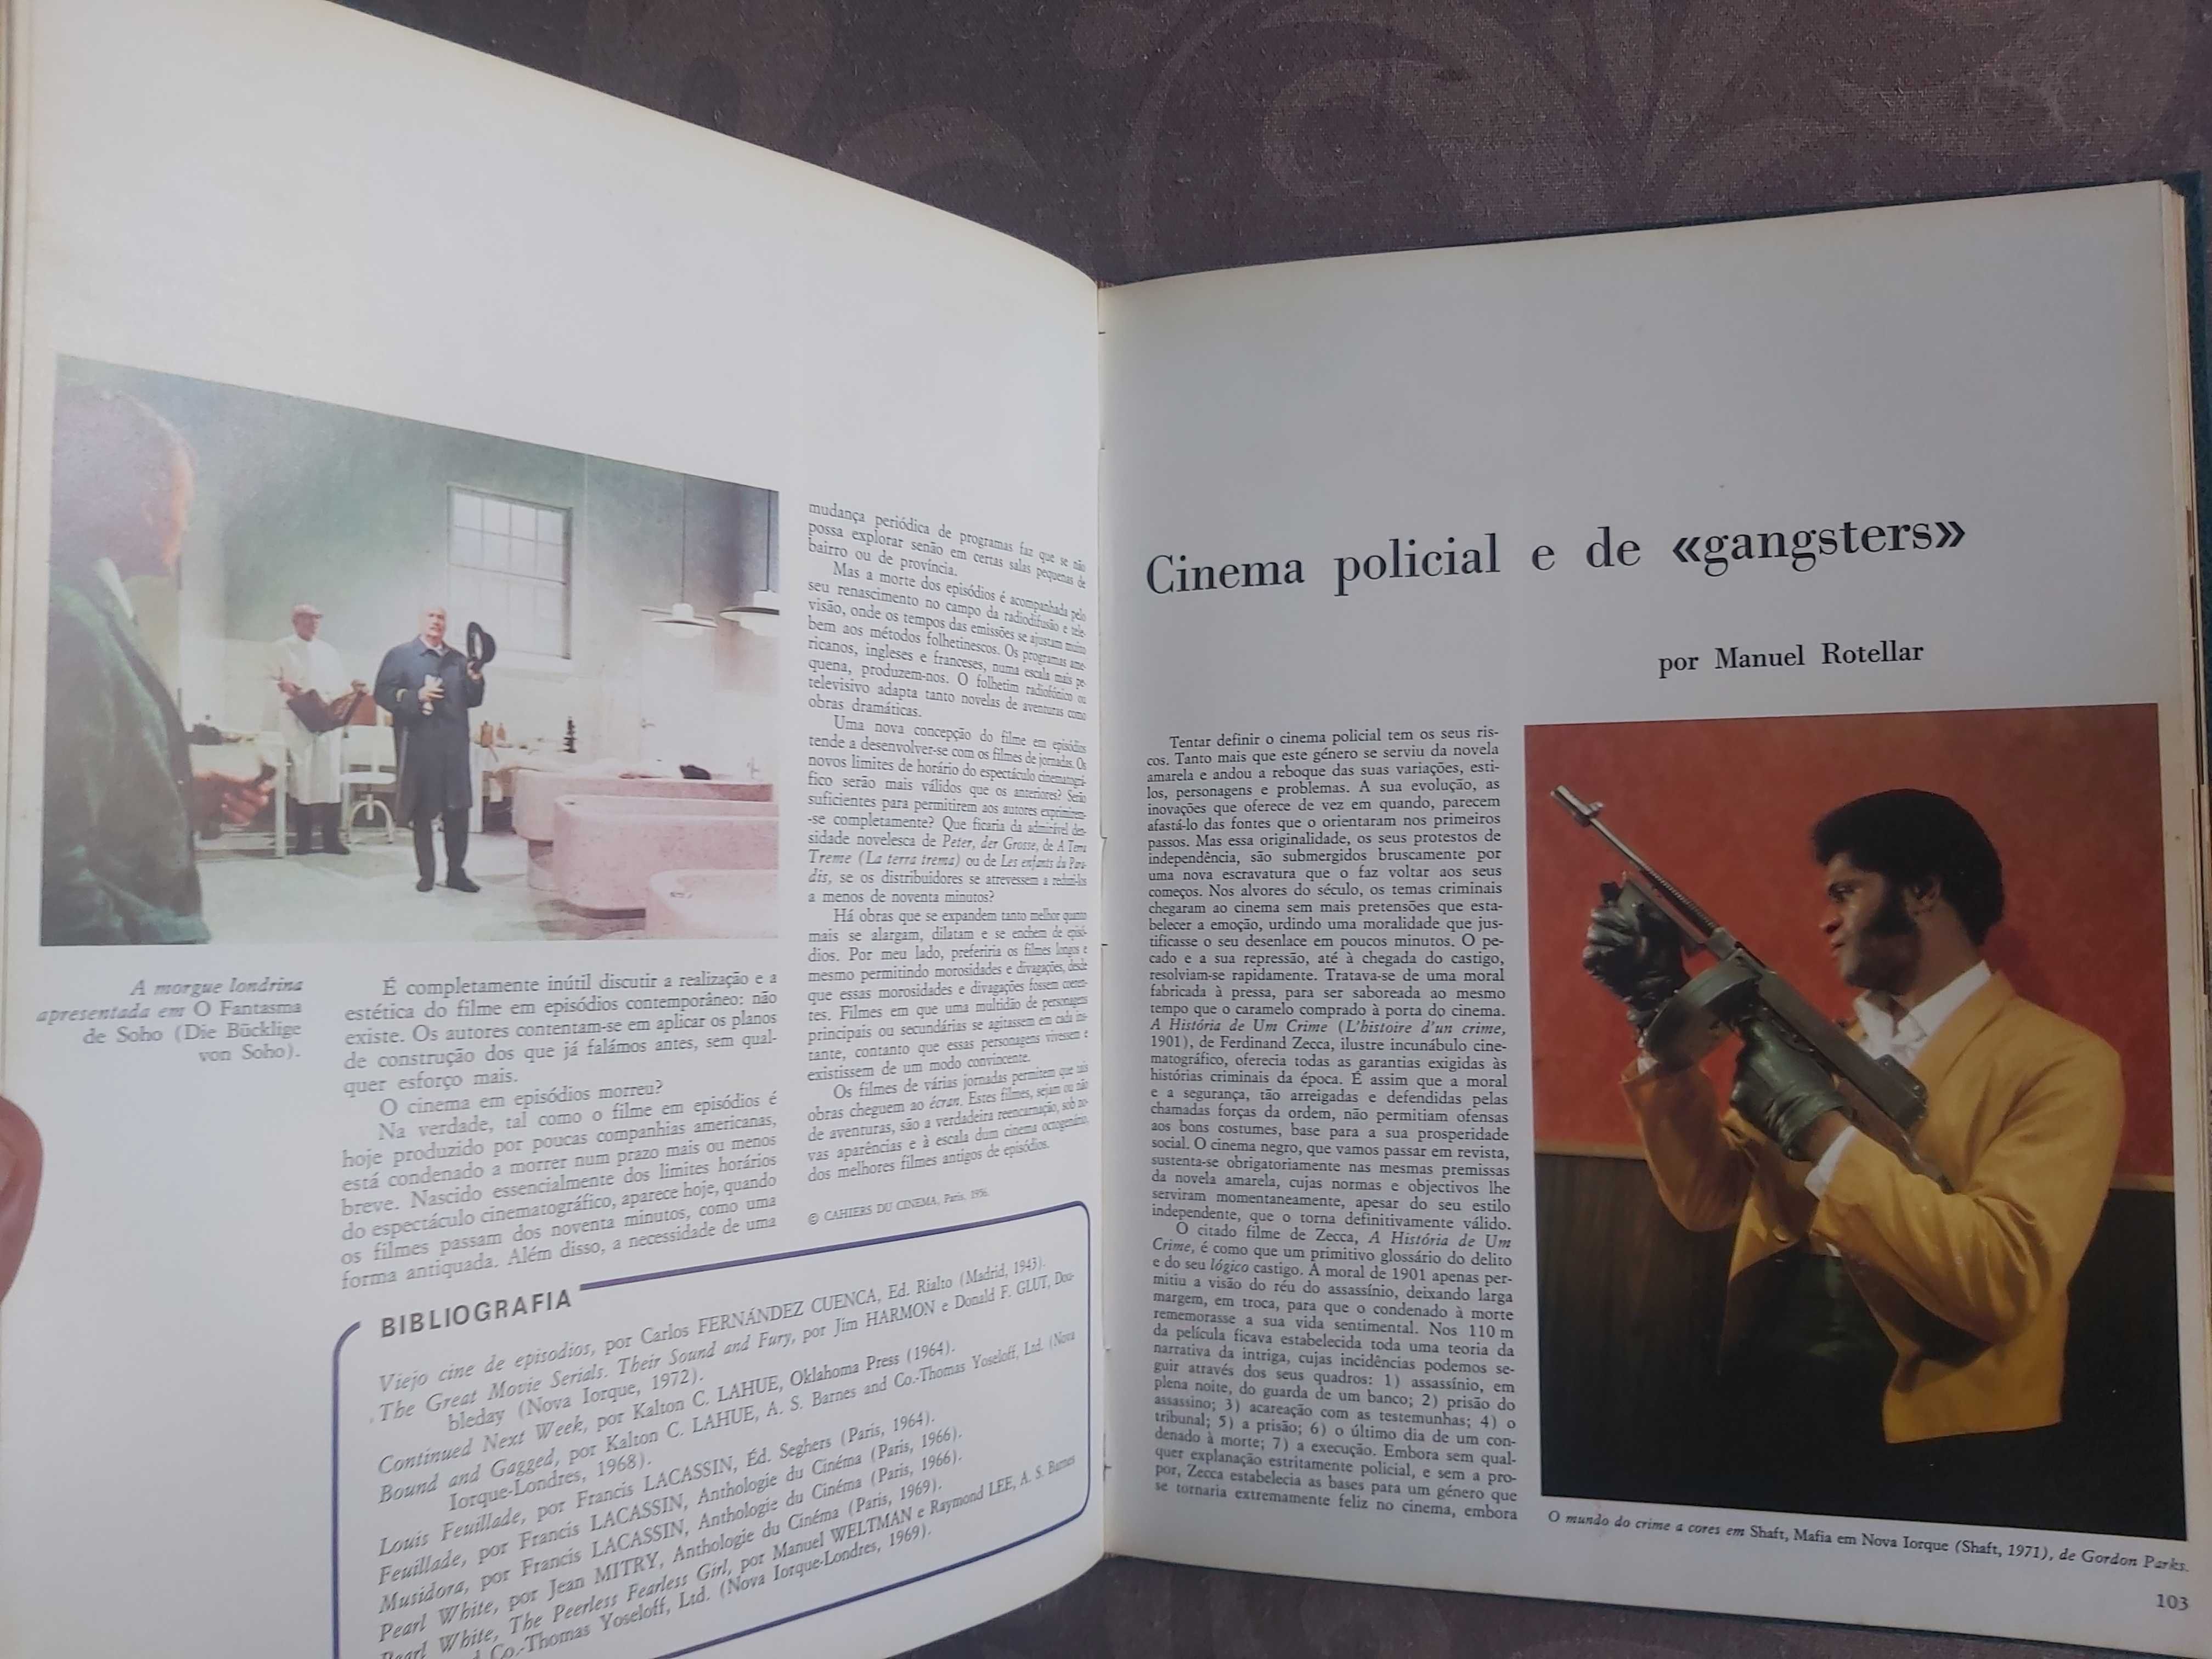 A morgue londrina
apresentada em O Fantasma
de Soho (Die Bücklige
von Soho).
É completamente inútil discutir a realização e a
estética do filme em episódios contemporâneo: não
existe. Os autores contentam-se em aplicar os planos
de construção dos que já falámos antes, sem qual-
quer esforço mais.
O cinema em episódios morreu?
Na verdade, tal como o filme em episódios é
hoje produzido por poucas companhias americanas,
está condenado a morrer num prazo mais ou menos
breve. Nascido essencialmente dos limites horários
do espectáculo cinematográfico, aparece hoje, quando
os filmes passam dos noventa minutos, como uma
forma antiquada. Além disso, a necessidade de uma
mudança periódica de programas faz que se não
possa explorar senão em certas salas pequenas de
bairro ou de província.
Mas a morte dos episódios é acompanhada pelo
seu renascimento no campo da radiodifusão e tele-
visão, onde os tempos das emissões se ajustam muito
bem aos métodos folhetinescos. Os programas ame-
ricanos, ingleses e franceses, numa escala mais pe-
quena, produzem-nos. O folhetim radiofónico ou
televisivo adapta tanto novelas de aventuras como
obras dramáticas.
Uma nova concepção do filme em episódios
tende a desenvolver-se com os filmes de jornadas. Os
novos limites de horário do espectáculo cinematográ-
fico serão mais válidos que os anteriores? Serão
suficientes para permitirem aos autores exprimirem-
-se completamente? Que ficaria da admirável den-
sidade novelesca de Peter, der Grosse, de A Terra
Treme (La terra trema) ou de Les enfants du Para-
dis, se os distribuidores se atrevessem a reduzi-los
a menos de noventa minutos?
Há obras que se expandem tanto melhor quanto
mais se alargam, dilatam e se enchem de episó-
dios. Por meu lado, preferiria os filmes longos e
mesmo permitindo morosidades e divagações, desde
que essas morosidades e divagações fossem coeren-
tes. Filmes em que uma multidão de personagens
principais ou secundárias se agitassem em cada ins-
tante, contanto que essas personagens vivessem e
existissem de um modo convincente.
Os filmes de várias jornadas permitem que tais
obras cheguem ao écran. Estes filmes, sejam ou não
de aventuras, são a verdadeira reencarnação, sob no-
vas aparências e à escala dum cinema octogenário,
dos melhores filmes antigos de episódios.
© CAHIERS DU CINEMA, Paris, 1956.
BIBLIOGRAFIA
Viejo cine de episodios, por Carlos FERNÁNDEZ CUENCA, Ed. Rialto (Madrid, 1943).
The Great Movie Serials. Their Sound and Fury, por Jim HARMON e Donald F. GLUT, Dou-
bleday (Nova Iorque, 1972).
Continued Next Week, por Kalton C. LAHUE, Oklahoma Press (1964).
Bound and Gagged, por Kalton C. LAHUE, A. S. Barnes and Co.-Thomas Yoseloff, Ltd. (Nova
Iorque-Londres, 1968).
Louis Feuillade, por Francis LACASSIN, Éd. Seghers (Paris, 1964).
Feuillade, por Francis LACASSIN, Anthologie du Cinéma (Paris, 1966).
Musidora, por Francis LACASSIN, Anthologie du Cinéma (Paris, 1966).
Pearl White, por Jean MITRY, Anthologie du Cinéma (Paris, 1969).
Pearl White, The Peerless Fearless Girl, por Manuel WELTMAN e Raymond LEE, A. S. Barnes
Co.-Thomas Yoseloff, Ltd. (Nova Iorque-Londres, 1969).
Cinema policial e de «gangsters»
por Manuel Rotellar
Tentar definir o cinema policial tem os seus ris-
cos. Tanto mais que este género se serviu da novela
amarela e andou a reboque das suas variações, esti-
los, personagens e problemas. A sua evolução, as
inovações que oferece de vez em quando, parecem
afastá-lo das fontes que o orientaram nos primeiros
passos. Mas essa originalidade, os seus protestos de
independência, são submergidos bruscamente por
uma nova escravatura que o faz voltar aos seus
começos. Nos alvores do século, os temas criminais
chegaram ao cinema sem mais pretensões que esta-
belecer a emoção, urdindo uma moralidade que jus-
tificasse o seu desenlace em poucos minutos. O pe-
cado e a sua repressão, até à chegada do castigo,
resolviam-se rapidamente. Tratava-se de uma moral
fabricada à pressa, para ser saboreada ao mesmo
tempo que o caramelo comprado à porta do cinema.
A História de Um Crime (L'histoire d'un crime,
1901), de Ferdinand Zecca, ilustre incunábulo cine-
matográfico, oferecia todas as garantias exigidas às
histórias criminais da época. É assim que a moral
e a segurança, tão arreigadas e defendidas pelas
chamadas forças da ordem, não permitiam ofensas
aos bons costumes, base para a sua prosperidade
social. O cinema negro, que vamos passar em revista,
sustenta-se obrigatoriamente nas mesmas premissas
da novela amarela, cujas normas e objectivos lhe
serviram momentaneamente, apesar do seu estilo
independente, que o torna definitivamente válido.
O citado filme de Zecca, A História de Um
Crime, é como que um primitivo glossário do delito
e do seu lógico castigo. A moral de 1901 apenas per-
mitiu a visão do réu do assassínio, deixando larga
margem, em troca, para que o condenado à morte
rememorasse a sua vida sentimental. Nos 110 m
da película ficava estabelecida toda uma teoria da
narrativa da intriga, cujas incidências podemos se-
guir através dos seus quadros: 1) assassínio, em
plena noite, do guarda de um banco; 2) prisão do
assassino; 3) acareação com as testemunhas; 4) o
tribunal; 5) a prisão; 6) o último dia de um con-
denado à morte; 7) a execução. Embora sem qual-
quer explanação estritamente policial, e sem a pro-
por, Zecca estabelecia as bases para um género que
se tornaria extremamente feliz no cinema, embora
O mundo do crime a cores em Shaft, Mafia em Nova Iorque (Shaft, 1971), de Gordon Parks.
103